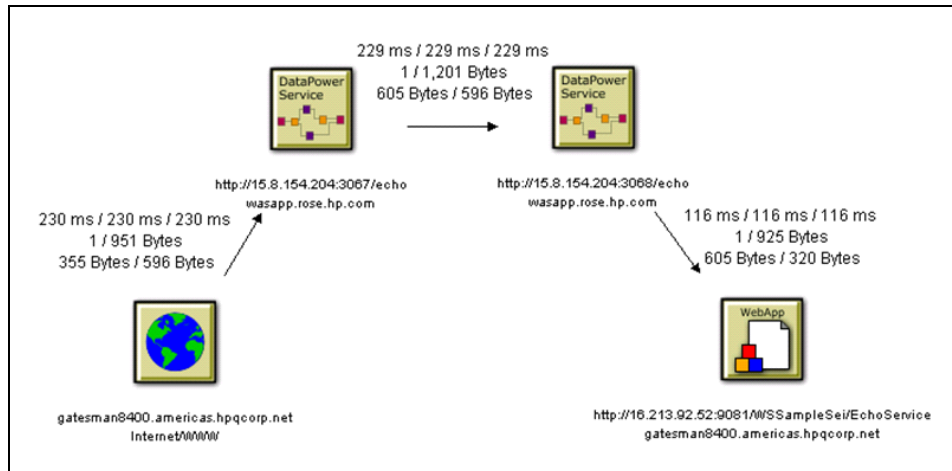 229 ms / 229 ms / 229 ms
1 / 1,201 Bytes
605 Bytes / 596 Bytes
DataPower
Service
DataPower
Service
http://15.8.154.204:3067/echo
wasapp.rose.hp.com
http://15.8.154.204:3068/echo
wasapp.rose.hp.com
230 ms / 230 ms / 230 ms
1 / 951 Bytes
355 Bytes / 596 Bytes
116 ms / 116 ms / 116 ms
1 / 925 Bytes
605 Bytes / 320 Bytes
WebApp
gatesman8400.americas.hpqcorp.net
Internet/WWW
http://16.213.92.52:9081/WSSampleSei/EchoService
gatesman8400.americas.hpqcorp.net